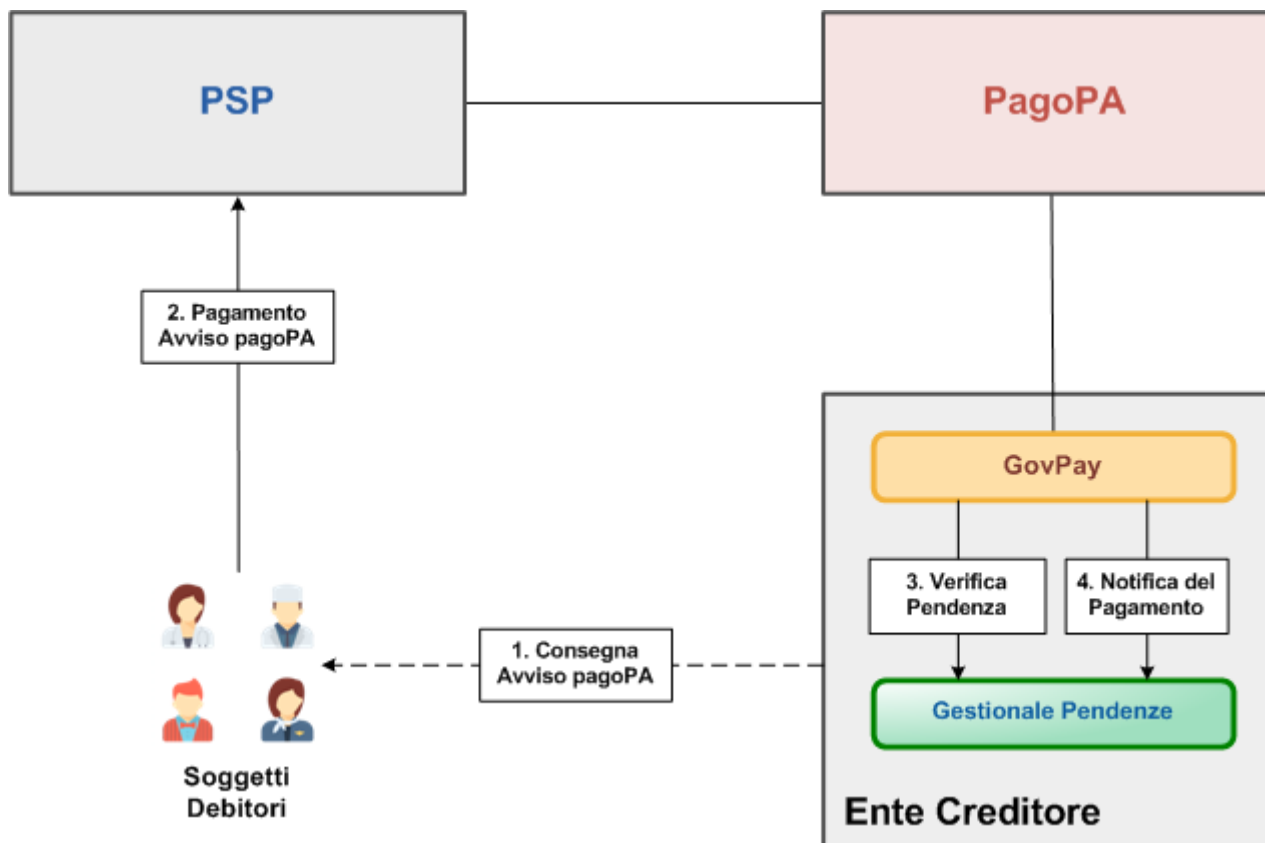 PSP
PagoPA
2. Pagamento
Avviso pagoPA
GovPay
3. Verifica
Pendenza
4. Notifica del
Pagamento
1. Consegna
Avviso pagoPA
Gestionale Pendenze
Soggetti
Debitori
Ente Creditore